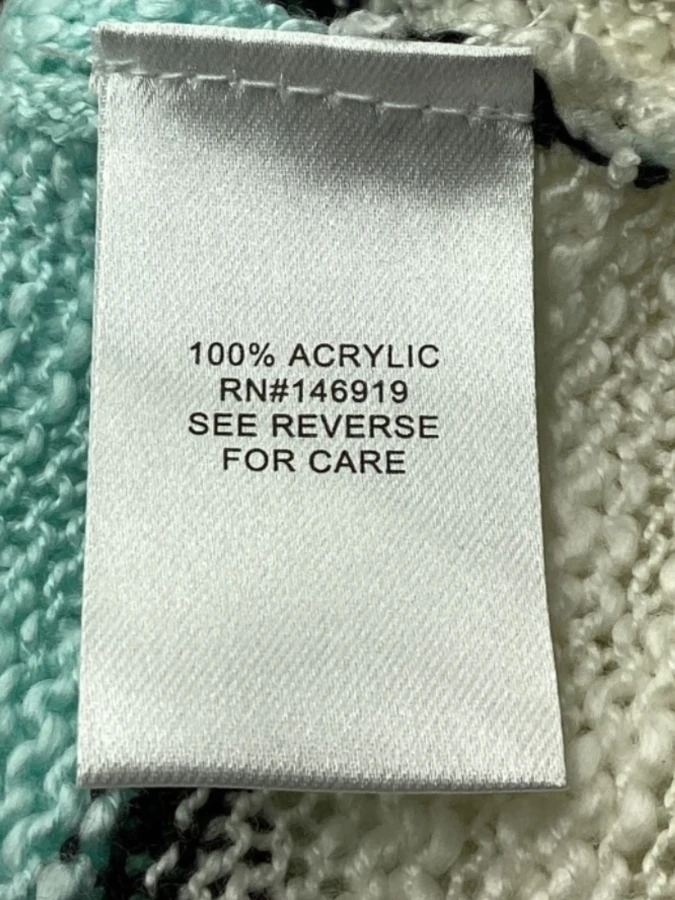 100% ACRYLIC
RN#146919
SEE REVERSE
FOR CARE